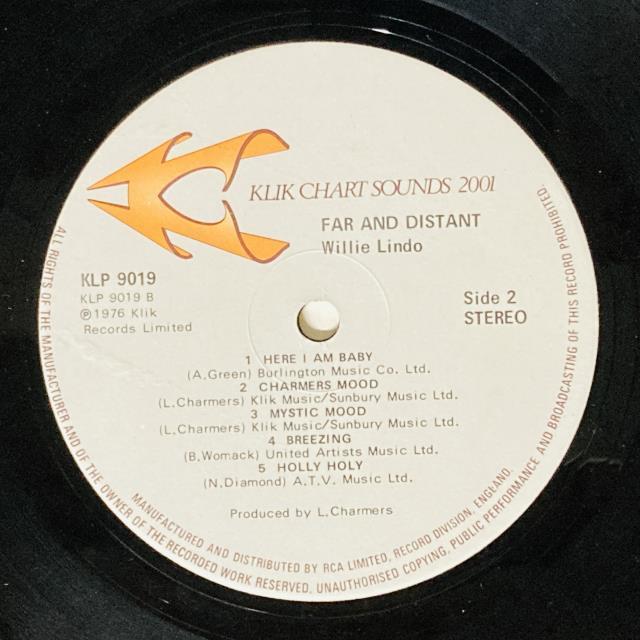 KLIK CHART SOUNDS 2001
FAR AND DISTANT
Willie Lindo
KLP 9019
KLP 9019 B
℗1976 Klik
Records Limited
Side 2
STEREO
1 HERE I AM BABY
(A,Green) Burlington Music Co. Ltd.
2 CHARMERS MOOD
(L,Charmers) Klik Music/Sunbury Music Ltd.
3 MYSTIC MOOD
(L,Charmers) Klik Music/Sunbury Music Ltd.
4 BREEZING
(B,Womack) United Artists Music Ltd.
5 HOLLY HOLY
(N,Diamond) A.T.V. Music Ltd.
Produced by L.Charmers
MANUFACTURED AND DISTRIBUTED BY RCA LIMITED, RECORD DIVISION, ENGLAND.
ALL RIGHTS OF THE MANUFACTURER AND OF THE OWNER OF THE RECORDED WORK RESERVED, UNAUTHORISED COPYING, PUBLIC PERFORMANCE AND BROADCASTING OF THIS RECORD PROHIBITED.